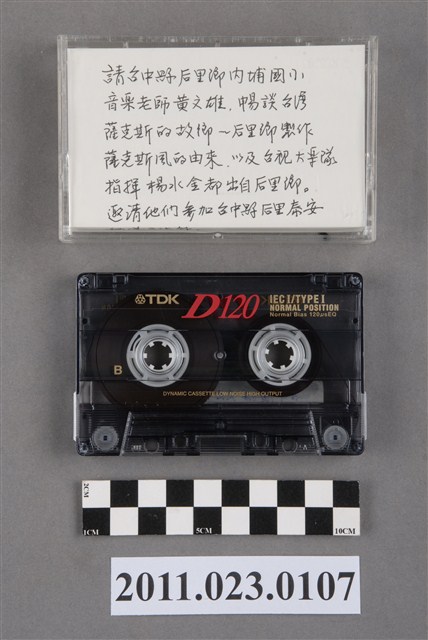 請台中縣后里鄉內埔國小
音樂老師黃文雄．暢談台灣
薩克斯的故鄉－后里鄉製作
薩克斯風的由來．以及台視大樂隊
指揮楊水金都出自后里鄉。
邀請他們參加台中縣后里泰安
TDK D120 IEC I/TYPE I
NORMAL POSITION
Normal Bias 120μsEQ
B
DYNAMIC CASSETTE LOW NOISE HIGH OUTPUT
2CM
1CM 5CM 10CM
2011.023.0107